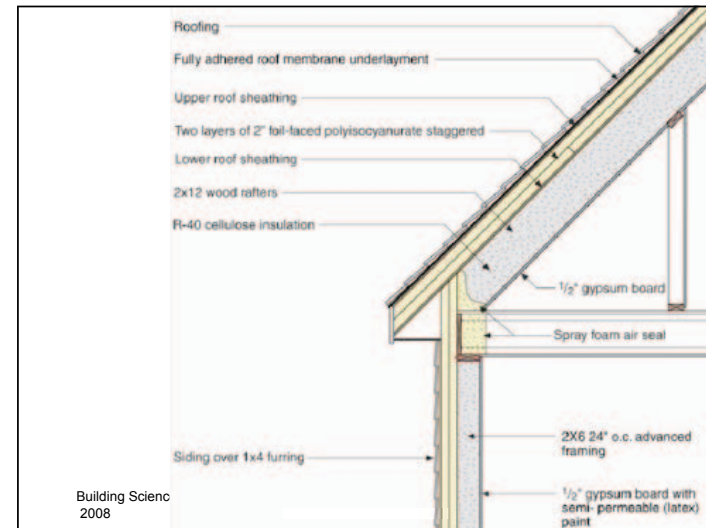 Roofing
Fully adhered roof membrane underlayment
Upper roof sheathing
Two layers of 2" foil-faced polyisocyanurate staggered
Lower roof sheathing
2x12 wood rafters
R-40 cellulose insulation
1/2" gypsum board
Spray foam air seal
2X6 24" o.c. advanced
framing
Siding over 1x4 furring
1/2" gypsum board with
semi- permeable (latex)
paint
Building Scienc
2008